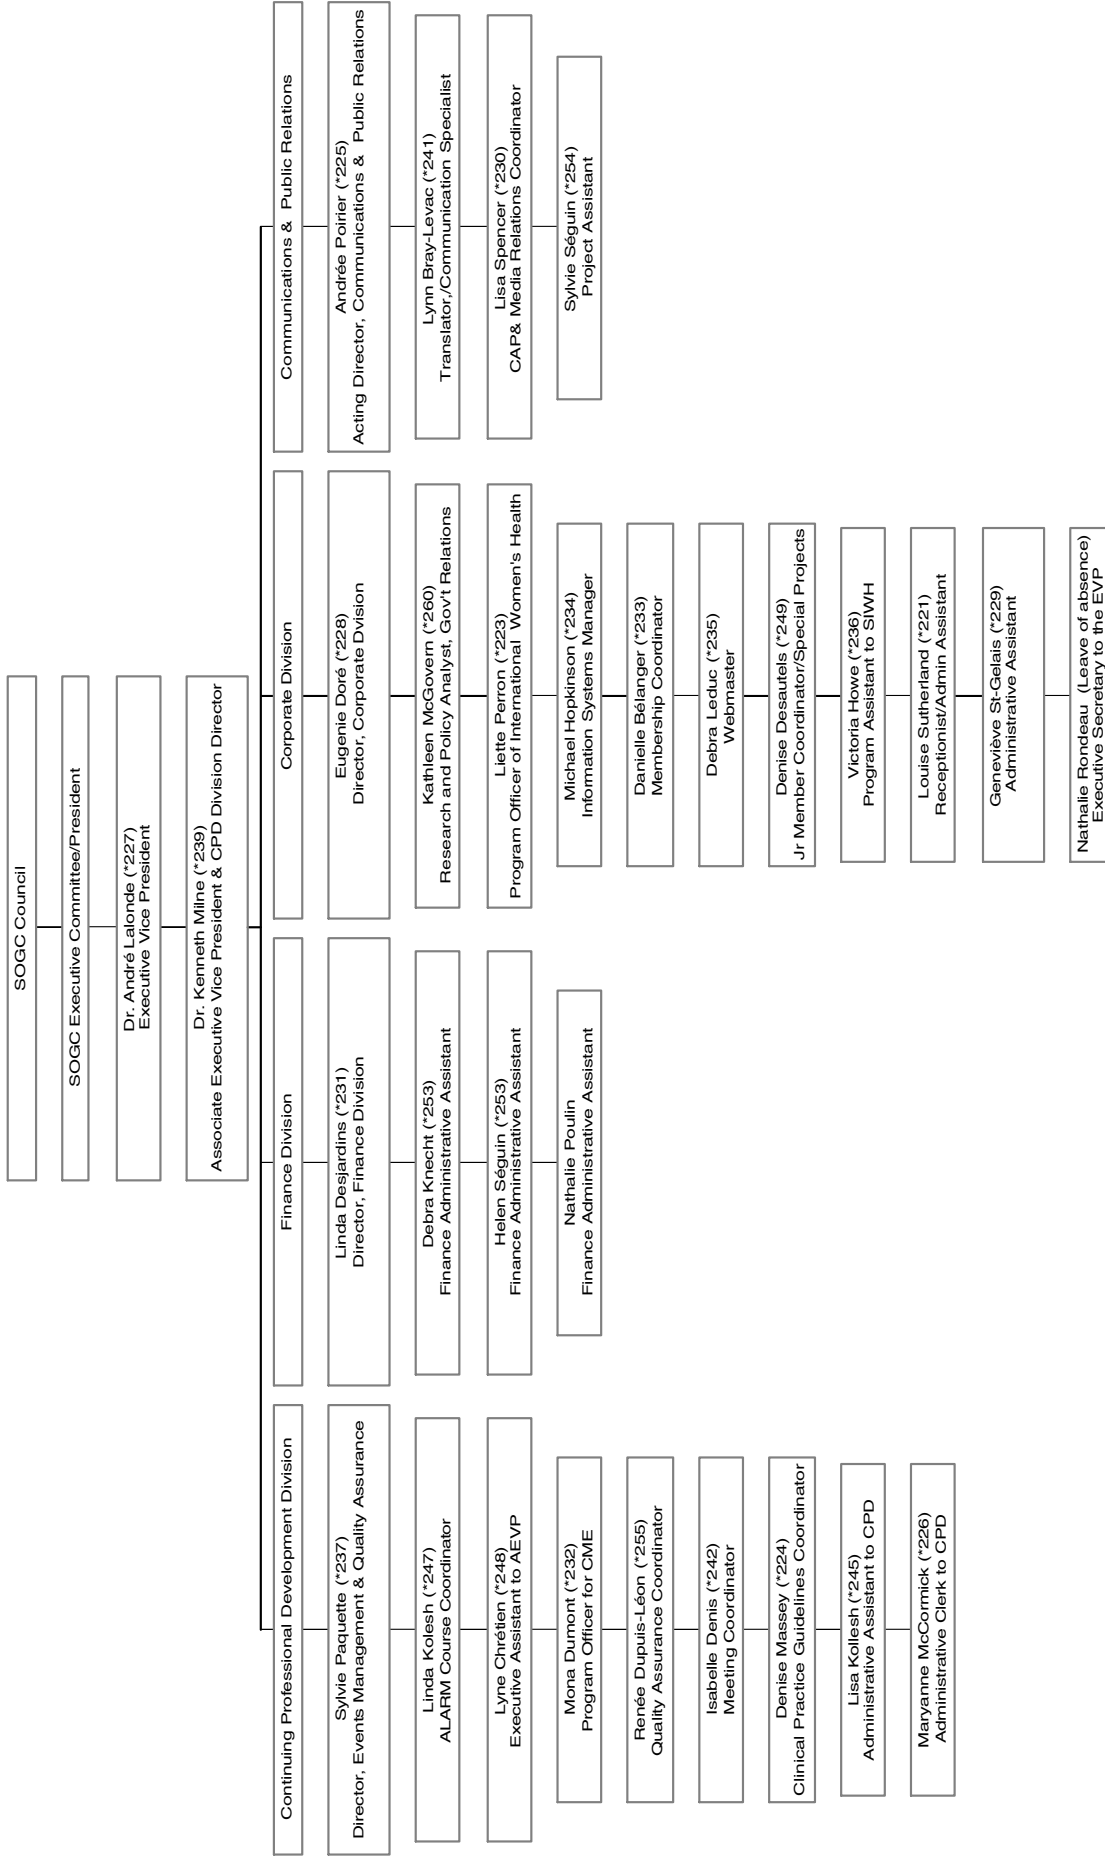 SOGC Council
SOGC Executive Committee/President
Dr. André Lalonde (*227)
Executive Vice President
Dr. Kenneth Milne (*239)
Associate Executive Vice President & CPD Division Director
Continuing Professional Development Division
Sylvie Paquette (*237)
Director, Events Management & Quality Assurance
Linda Kolesh (*247)
ALARM Course Coordinator
Lyne Chrétien (*248)
Executive Assistant to AEVP
Mona Dumont (*232)
Program Officer for CME
Renée Dupuis-Léon (*255)
Quality Assurance Coordinator
Isabelle Denis (*242)
Meeting Coordinator
Denise Massey (*224)
Clinical Practice Guidelines Coordinator
Lisa Kollesh (*245)
Administrative Assistant to CPD
Maryanne McCormick (*226)
Administrative Clerk to CPD
Finance Division
Linda Desjardins (*231)
Director, Finance Division
Debra Knecht (*253)
Finance Administrative Assistant
Helen Séguin (*253)
Finance Administrative Assistant
Nathalie Poulin
Finance Administrative Assistant
Corporate Division
Eugenie Doré (*228)
Director, Corporate Dvision
Kathleen McGovern (*260)
Research and Policy Analyst, Gov't Relations
Liette Perron (*223)
Program Officer of International Women's Health
Michael Hopkinson (*234)
Information Systems Manager
Danielle Bélanger (*233)
Membership Coordinator
Debra Leduc (*235)
Webmaster
Denise Desautels (*249)
Jr Member Coordinator/Special Projects
Victoria Howe (*236)
Program Assistant to SIWH
Louise Sutherland (*221)
Receptionist/Admin Assistant
Geneviève St-Gelais (*229)
Administrative Assistant
Nathalie Rondeau (Leave of absence)
Executive Secretary to the EVP
Communications & Public Relations
Andrée Poirier (*225)
Acting Director, Communications & Public Relations
Lynn Bray-Levac (*241)
Translator,/Communication Specialist
Lisa Spencer (*230)
CAP& Media Relations Coordinator
Sylvie Séguin (*254)
Project Assistant